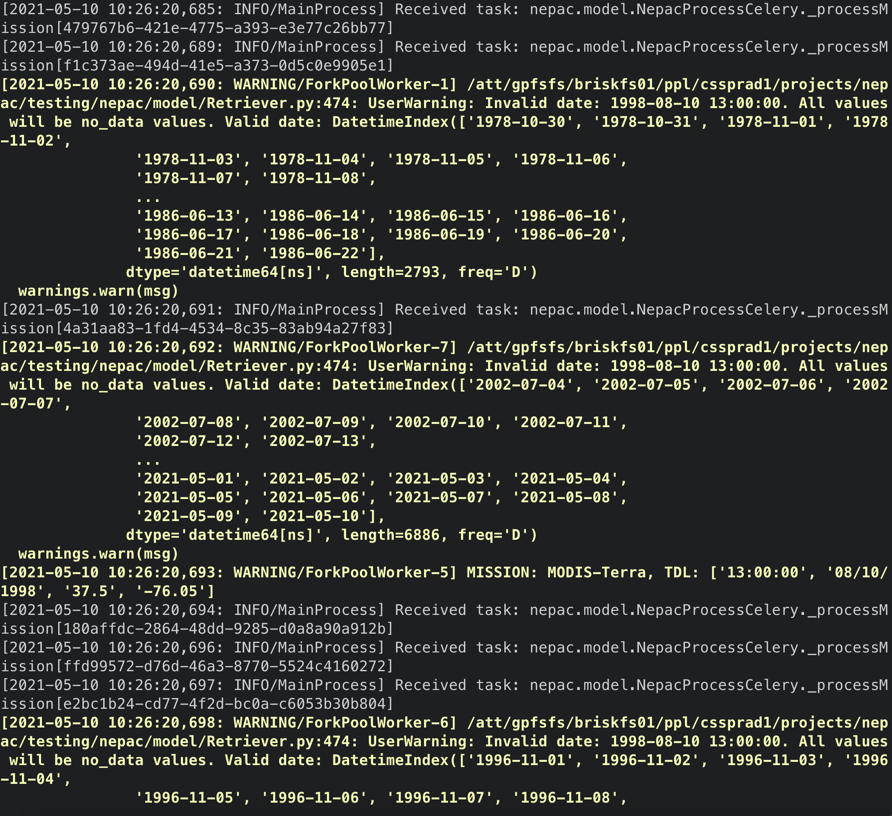 [2021-05-10 10:26:20,685: INFO/MainProcess] Received task: nepac.model.NepacProcessCelery._processM
ission[479767b6-421e-4775-a393-e3e77c26bb77]
[2021-05-10 10:26:20,689: INFO/MainProcess] Received task: nepac.model.NepacProcessCelery._processM
ission[f1c373ae-494d-41e5-a373-0d5c0e9905e1]
[2021-05-10 10:26:20,690: WARNING/ForkPoolWorker-1] /att/gpfsfs/briskfs01/ppl/cssprad1/projects/nep
ac/testing/nepac/model/Retriever.py:474: UserWarning: Invalid date: 1998-08-10 13:00:00. All values
 will be no_data values. Valid date: DatetimeIndex(['1978-10-30', '1978-10-31', '1978-11-01', '1978
-11-02',
               '1978-11-03', '1978-11-04', '1978-11-05', '1978-11-06',
               '1978-11-07', '1978-11-08',
               ...
               '1986-06-13', '1986-06-14', '1986-06-15', '1986-06-16',
               '1986-06-17', '1986-06-18', '1986-06-19', '1986-06-20',
               '1986-06-21', '1986-06-22'],
              dtype='datetime64[ns]', length=2793, freq='D')
  warnings.warn(msg)
[2021-05-10 10:26:20,691: INFO/MainProcess] Received task: nepac.model.NepacProcessCelery._processM
ission[4a31aa83-1fd4-4534-8c35-83ab94a27f83]
[2021-05-10 10:26:20,692: WARNING/ForkPoolWorker-7] /att/gpfsfs/briskfs01/ppl/cssprad1/projects/nep
ac/testing/nepac/model/Retriever.py:474: UserWarning: Invalid date: 1998-08-10 13:00:00. All values
 will be no_data values. Valid date: DatetimeIndex(['2002-07-04', '2002-07-05', '2002-07-06', '2002
-07-07',
               '2002-07-08', '2002-07-09', '2002-07-10', '2002-07-11',
               '2002-07-12', '2002-07-13',
               ...
               '2021-05-01', '2021-05-02', '2021-05-03', '2021-05-04',
               '2021-05-05', '2021-05-06', '2021-05-07', '2021-05-08',
               '2021-05-09', '2021-05-10'],
              dtype='datetime64[ns]', length=6886, freq='D')
  warnings.warn(msg)
[2021-05-10 10:26:20,693: WARNING/ForkPoolWorker-5] MISSION: MODIS-Terra, TDL: ['13:00:00', '08/10/
1998', '37.5', '-76.05']
[2021-05-10 10:26:20,694: INFO/MainProcess] Received task: nepac.model.NepacProcessCelery._processM
ission[180affdc-2864-48dd-9285-d0a8a90a912b]
[2021-05-10 10:26:20,696: INFO/MainProcess] Received task: nepac.model.NepacProcessCelery._processM
ission[ffd99572-d76d-46a3-8770-5524c4160272]
[2021-05-10 10:26:20,697: INFO/MainProcess] Received task: nepac.model.NepacProcessCelery._processM
ission[e2bc1b24-cd77-4f2d-bc0a-c6053b30b804]
[2021-05-10 10:26:20,698: WARNING/ForkPoolWorker-6] /att/gpfsfs/briskfs01/ppl/cssprad1/projects/nep
ac/testing/nepac/model/Retriever.py:474: UserWarning: Invalid date: 1998-08-10 13:00:00. All values
 will be no_data values. Valid date: DatetimeIndex(['1996-11-01', '1996-11-02', '1996-11-03', '1996
-11-04',
               '1996-11-05', '1996-11-06', '1996-11-07', '1996-11-08',